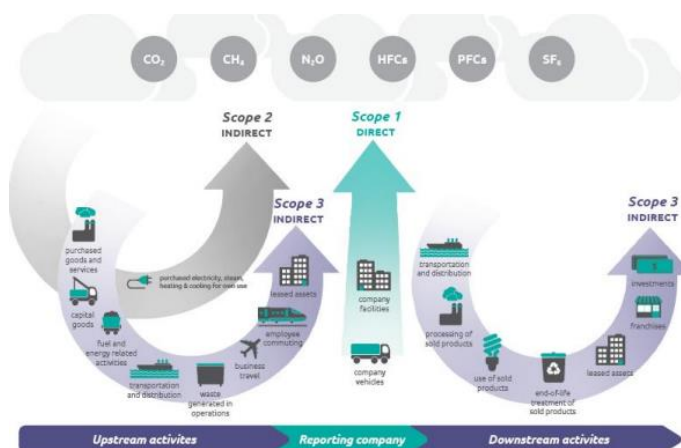 CO₂
CH₄
N₂O
HFCs
PFCs
SF₆
Scope 2
INDIRECT
Scope 1
DIRECT
Scope 3
INDIRECT
Scope 3
INDIRECT
purchased
goods and
services
capital
goods
fuel and
energy related
activities
purchased electricity, steam,
heating & cooling for own use
transportation
and distribution
waste
generated in
operations
business
travel
employee
commuting
leased assets
company
facilities
company
vehicles
transportation
and distribution
processing of
sold products
use of sold
products
end-of-life
treatment of
sold products
leased assets
franchises
investments
Upstream activites
Reporting company
Downstream activites